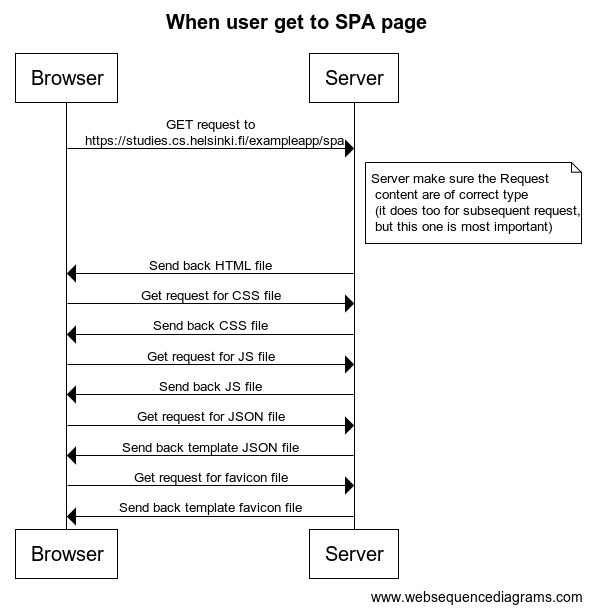 When user get to SPA page
Browser
Server
GET request to
https://studies.cs.helsinki.fi/exampleapp/spa
Server make sure the Request
content are of correct type
(it does too for subsequent request,
but this one is most important)
Send back HTML file
Get request for CSS file
Send back CSS file
Get request for JS file
Send back JS file
Get request for JSON file
Send back template JSON file
Get request for favicon file
Send back template favicon file
Browser
Server
www.websequencediagrams.com